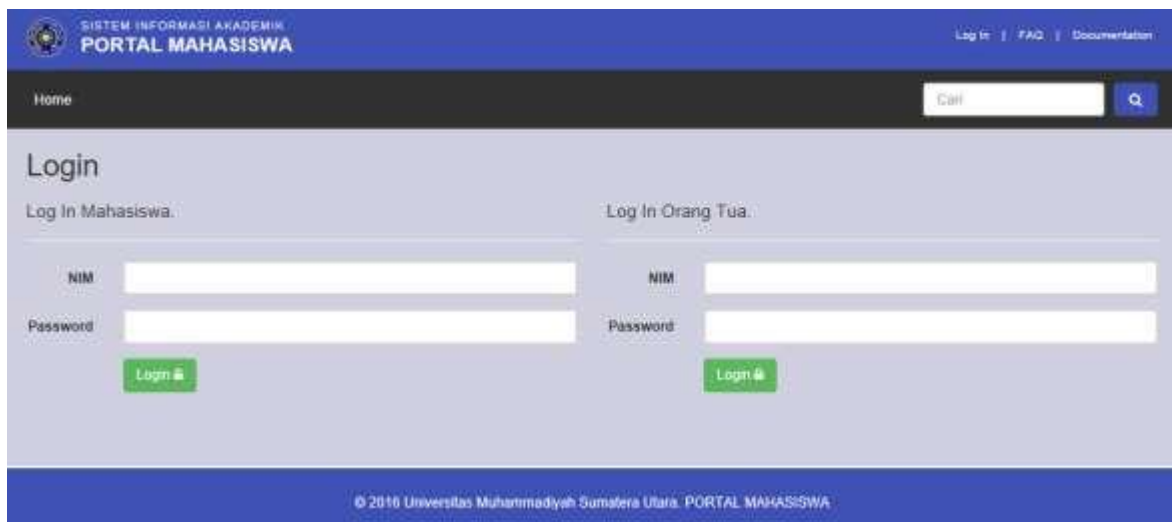 SISTEM INFORMASI AKADEMIK
PORTAL MAHASISWA
Log In | FAQ | Documentation
Home
Cari
Login
Log In Mahasiswa.
NIM
Password
Login
Log In Orang Tua.
NIM
Password
Login
© 2016 Universitas Muhammadiyah Sumatera Utara. PORTAL MAHASISWA